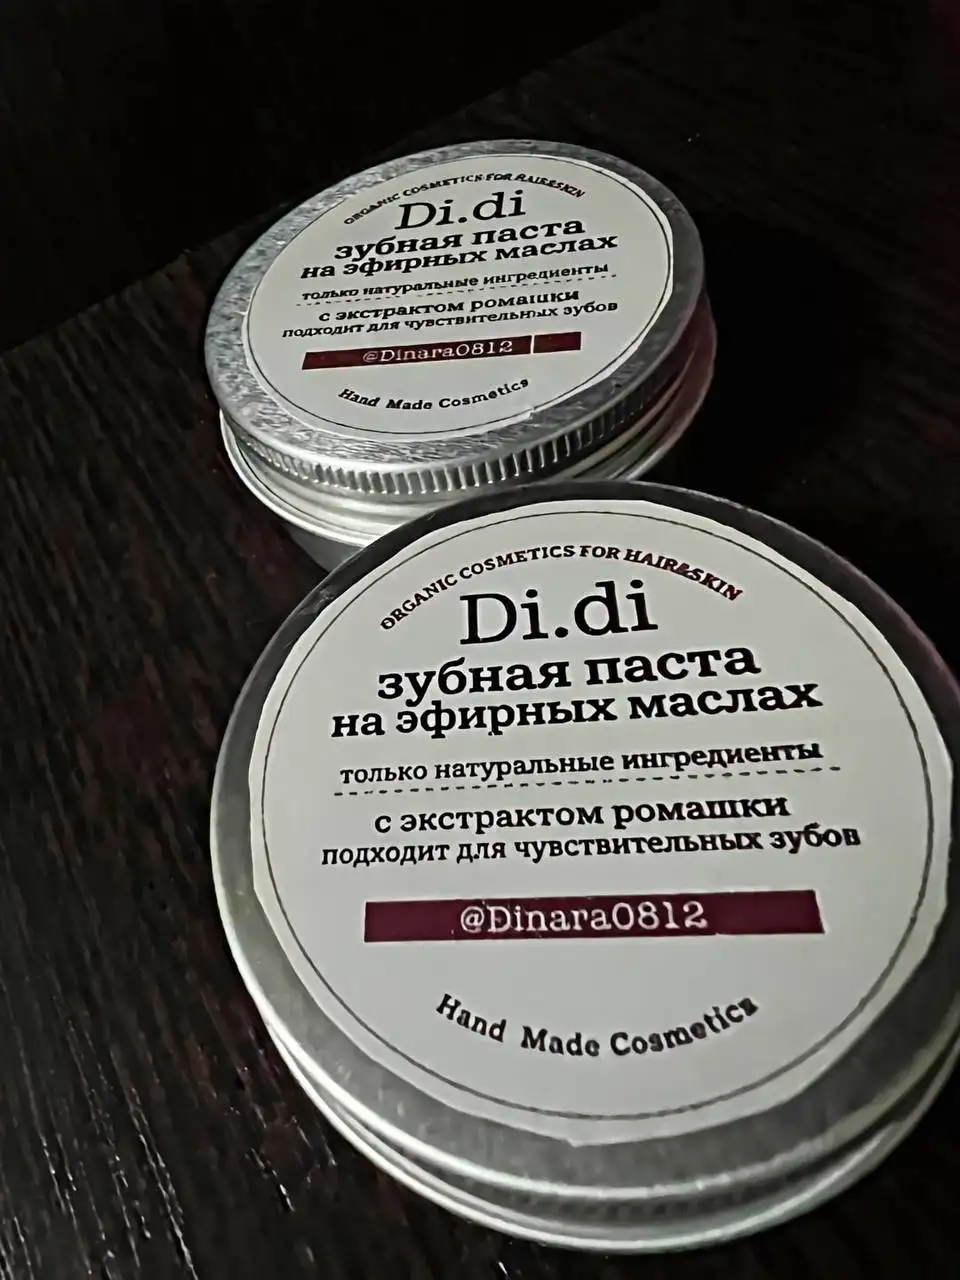 ORGANIC COSMETICS FOR HAIR&SKIN
Di.di
зубная паста
на эфирных маслах
только натуральные ингредиенты
с экстрактом ромашки
подходит для чувствительных зубов
@Dinara0812
Hand Made Cosmetics
ORGANIC COSMETICS FOR HAIR&SKIN
Di.di
зубная паста
на эфирных маслах
только натуральные ингредиенты
с экстрактом ромашки
подходит для чувствительных зубов
@Dinara0812
Hand Made Cosmetics